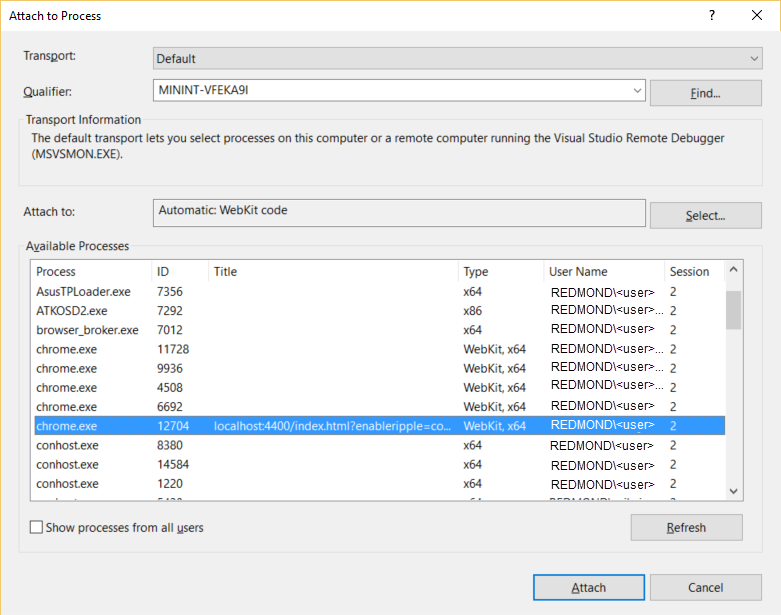 Attach to Process
Transport: Default
Qualifier: MININT-VFEKA9I Find...
Transport Information
The default transport lets you select processes on this computer or a remote computer running the Visual Studio Remote Debugger
(MSVSMON.EXE).
Attach to: Automatic: WebKit code Select...
Available Processes
Process ID Title Type User Name Session
AsusTPLoader.exe 7356 x64 REDMOND\<user> 2
ATKOSD2.exe 7292 x86 REDMOND\<user>... 2
browser_broker.exe 7012 x64 REDMOND\<user> 2
chrome.exe 11728 WebKit, x64 REDMOND\<user>... 2
chrome.exe 9936 WebKit, x64 REDMOND\<user>... 2
chrome.exe 4508 WebKit, x64 REDMOND\<user>... 2
chrome.exe 6692 WebKit, x64 REDMOND\<user> 2
chrome.exe 12704 localhost:4400/index.html?enableripple=co... WebKit, x64 REDMOND\<user> 2
conhost.exe 8380 x64 REDMOND\<user> 2
conhost.exe 14584 x64 REDMOND\<user> 2
conhost.exe 1220 x64 REDMOND\<user> 2
Show processes from all users Refresh
Attach Cancel